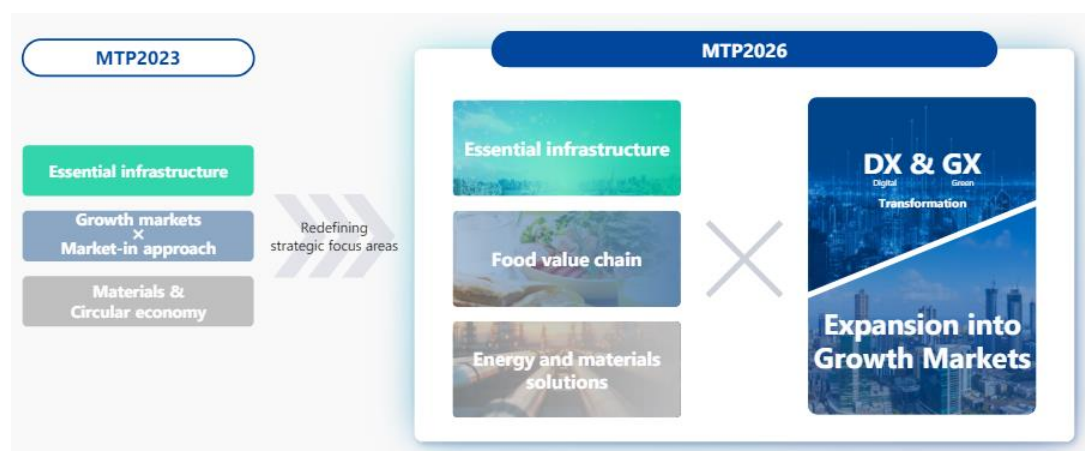 MTP2023
Essential infrastructure
Growth markets
×
Market-in approach
Materials &
Circular economy
Redefining
strategic focus areas
MTP2026
Essential infrastructure
Food value chain
Energy and materials
solutions
DX & GX
Digital Green
Transformation
Expansion into
Growth Markets